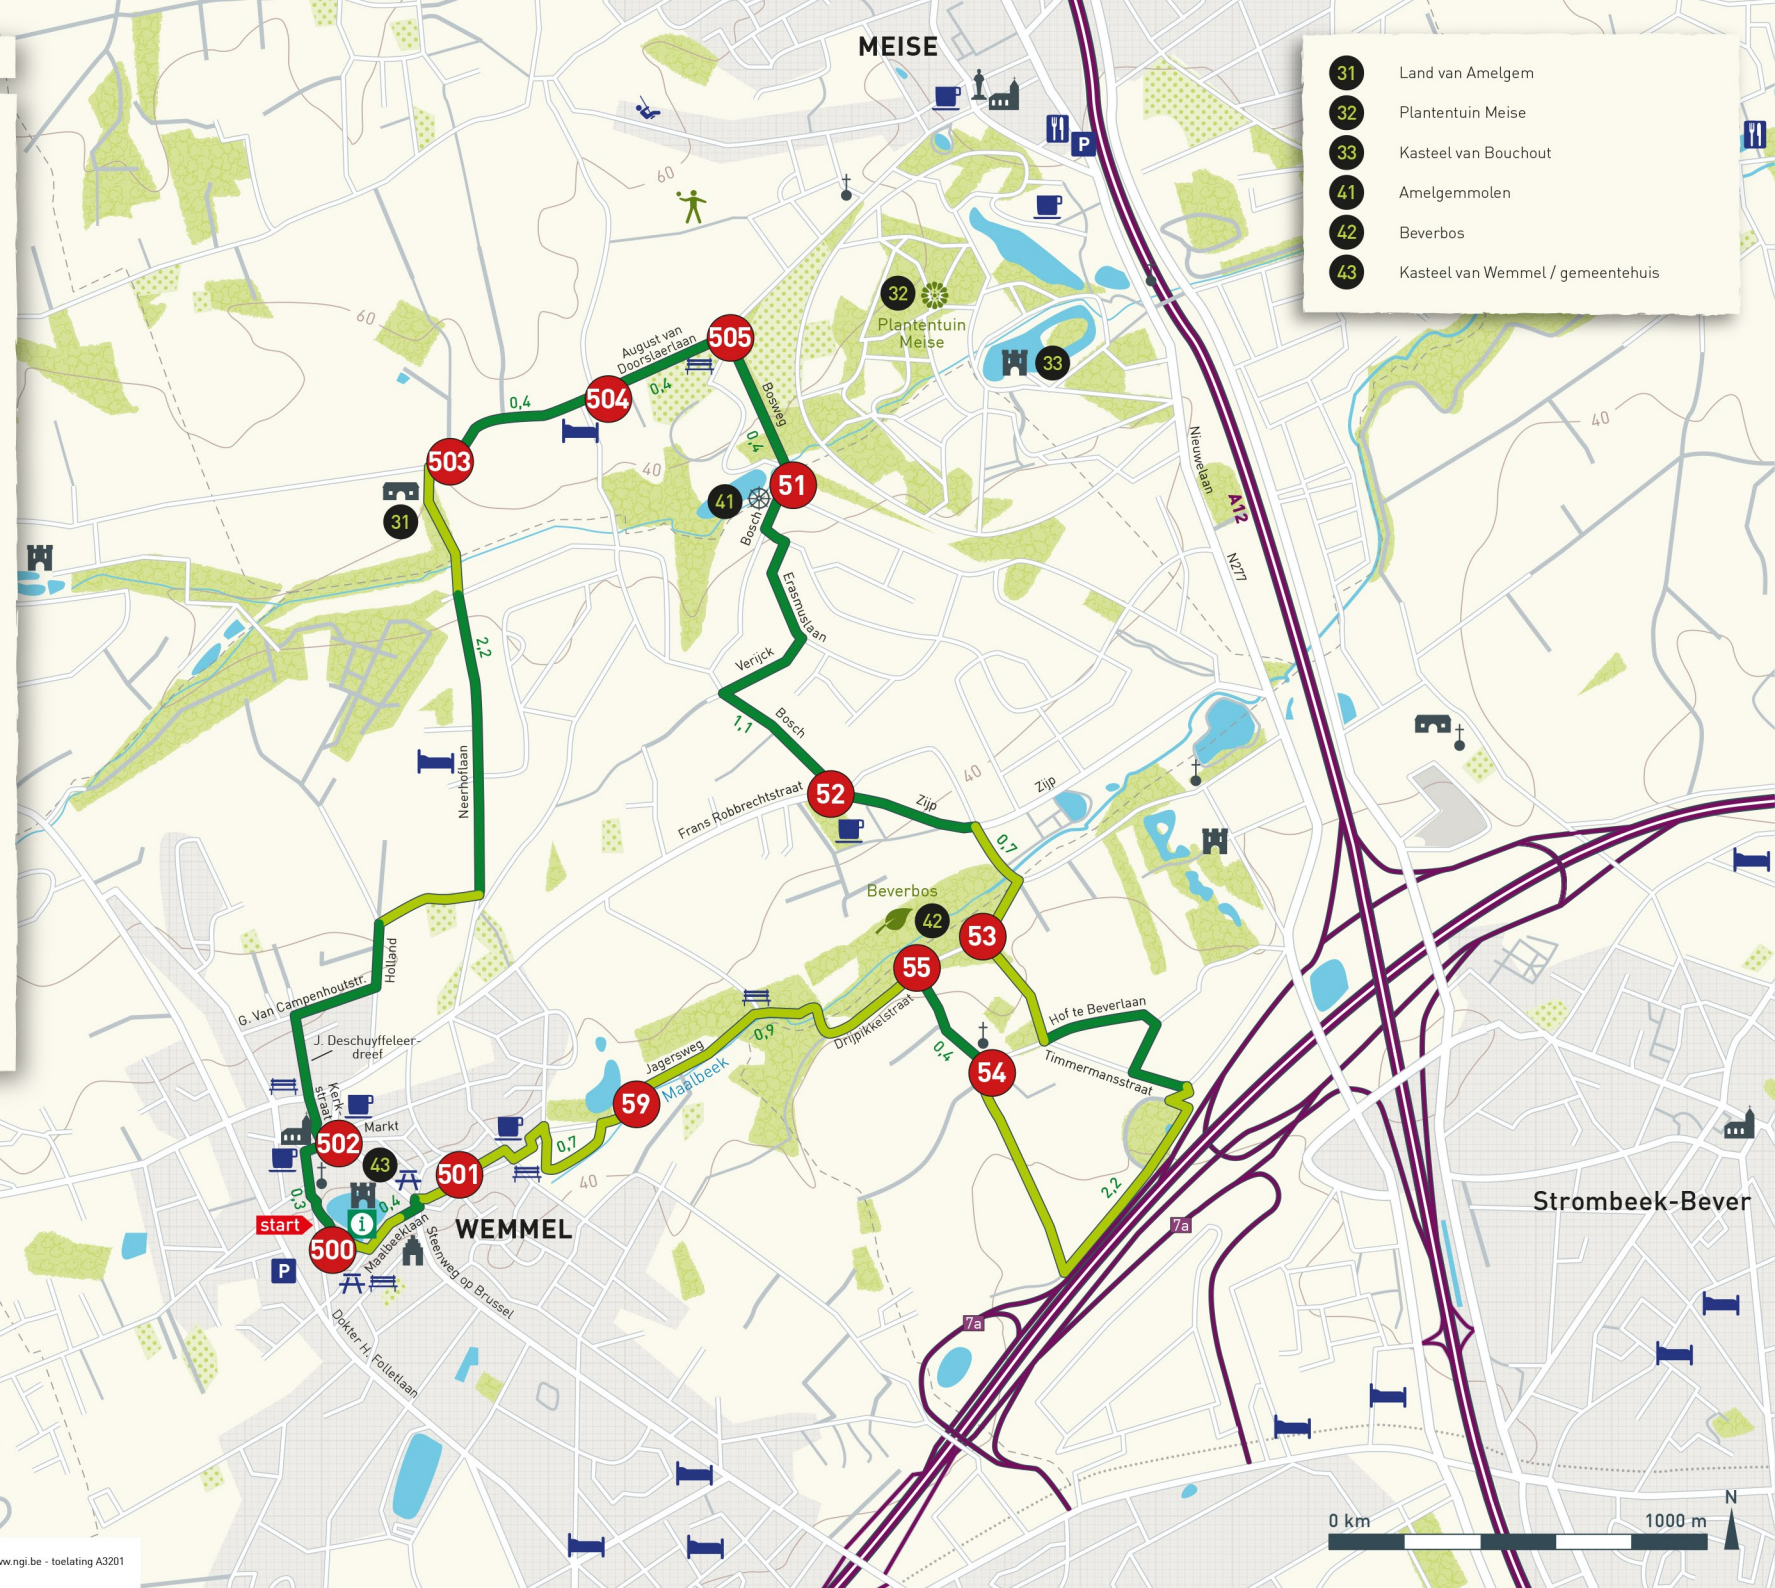 MEISE
31 Land van Amelgem
32 Plantentuin Meise
33 Kasteel van Bouchout
41 Amelgemmolen
42 Beverbos
43 Kasteel van Wemmel / gemeentehuis
P
60
60
32
Plantentuin
Meise
33
505
August van
Doorslaerlaan
0,4
504
0,4
503
31
Bosweg
0,4
40
41
51
Bosch
Erasmuslaan
Verijck
1,1
Bosch
Nieuwelaan
A12
N277
40
2,2
Neerhoflaan
Frans Robbrechtstraat
52
Zijp
40
Zijp
0,7
Beverbos
42
53
55
Holland
G. Van Campenhoutstr.
J. Deschuyffeleer-
dreef
Kerk-
straat
Markt
502
43
0,3
start
500
i
0,4
Maalbeeklaan
501
WEMMEL
Steenweg op Brussel
Dokter H. Folletlaan
P
0,7
40
59
Jagersweg
Maalbeek
0,9
Drijpikkelstraat
0,4
54
Hof te Beverlaan
Timmermansstraat
2,2
7a
7a
Strombeek-Bever
0 km
1000 m
N
ww.ngi.be - toelating A3201